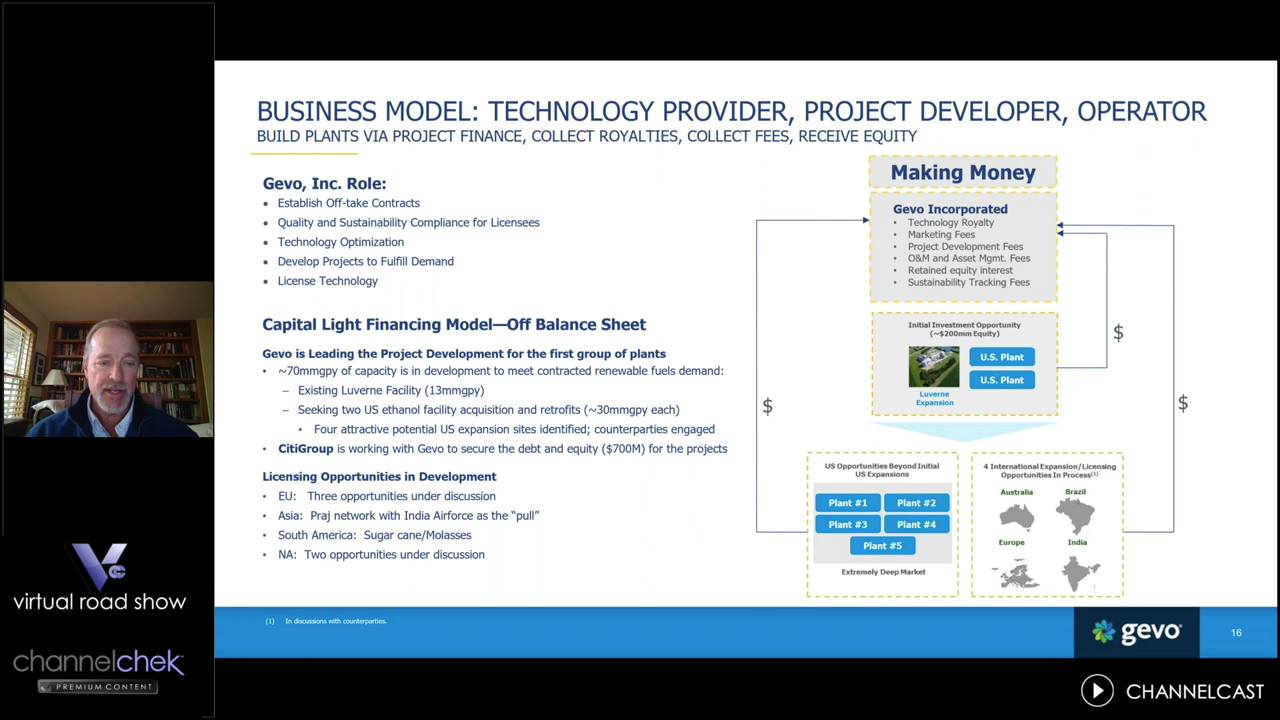 BUSINESS MODEL: TECHNOLOGY PROVIDER, PROJECT DEVELOPER, OPERATOR
BUILD PLANTS VIA PROJECT FINANCE, COLLECT ROYALTIES, COLLECT FEES, RECEIVE EQUITY
Gevo, Inc. Role:
• Establish Off-take Contracts
• Quality and Sustainability Compliance for Licensees
• Technology Optimization
• Develop Projects to Fulfill Demand
• License Technology
Capital Light Financing Model—Off Balance Sheet
Gevo is Leading the Project Development for the first group of plants
• ~70mmgpy of capacity is in development to meet contracted renewable fuels demand:
– Existing Luverne Facility (13mmgpy)
– Seeking two US ethanol facility acquisition and retrofits (~30mmgpy each)
• Four attractive potential US expansion sites identified; counterparties engaged
• CitiGroup is working with Gevo to secure the debt and equity ($700M) for the projects
Licensing Opportunities in Development
• EU: Three opportunities under discussion
• Asia: Praj network with India Airforce as the "pull"
• South America: Sugar cane/Molasses
• NA: Two opportunities under discussion
Making Money
Gevo Incorporated
• Technology Royalty
• Marketing Fees
• Project Development Fees
• O&M and Asset Mgmt. Fees
• Retained equity interest
• Sustainability Tracking Fees
Initial Investment Opportunity
(~$200mm Equity)
U.S. Plant
U.S. Plant
Luverne
Expansion
$
$
$
US Opportunities Beyond Initial
US Expansions
Plant #1
Plant #2
Plant #3
Plant #4
Plant #5
Extremely Deep Market
4 International Expansion/Licensing
Opportunities In Process(1)
Australia
Brazil
Europe
India
(1) In discussions with counterparties.
gevo®
16
VC
virtual road show
channelchek
PREMIUM CONTENT
CHANNELCAST